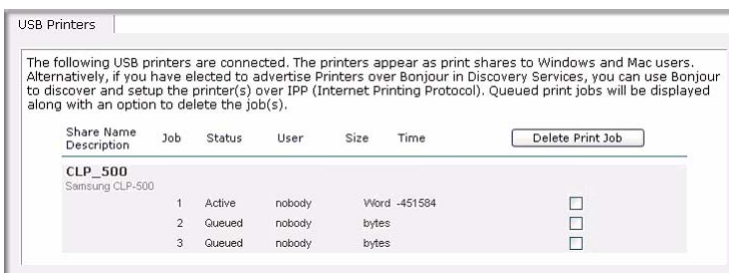 USB Printers
The following USB printers are connected. The printers appear as print shares to Windows and Mac users.
Alternatively, if you have elected to advertise Printers over Bonjour in Discovery Services, you can use Bonjour
to discover and setup the printer(s) over IPP (Internet Printing Protocol). Queued print jobs will be displayed
along with an option to delete the job(s).
Share Name Description Job Status User Size Time Delete Print Job
CLP_500
Samsung CLP-500
1 Active nobody Word -451584
2 Queued nobody bytes
3 Queued nobody bytes